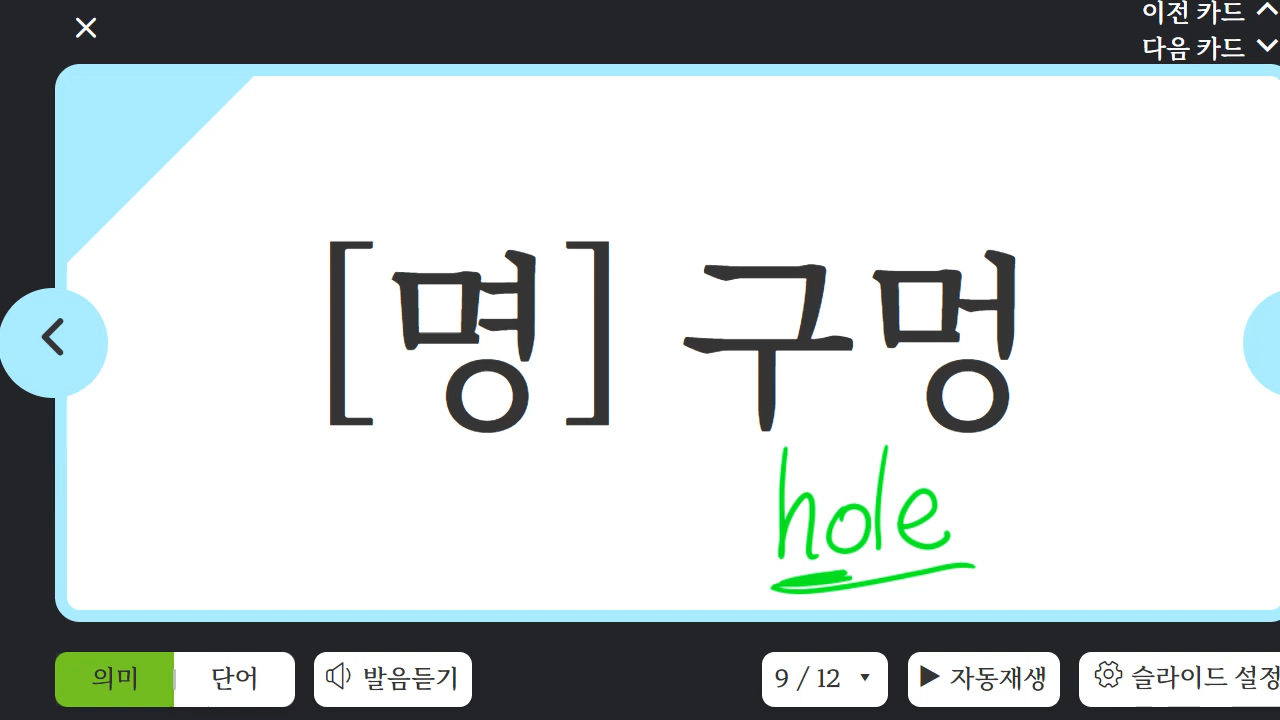 이전 카드
다음 카드
[명] 구멍
hole
의미 단어 발음듣기 9 / 12 자동재생 슬라이드 설정